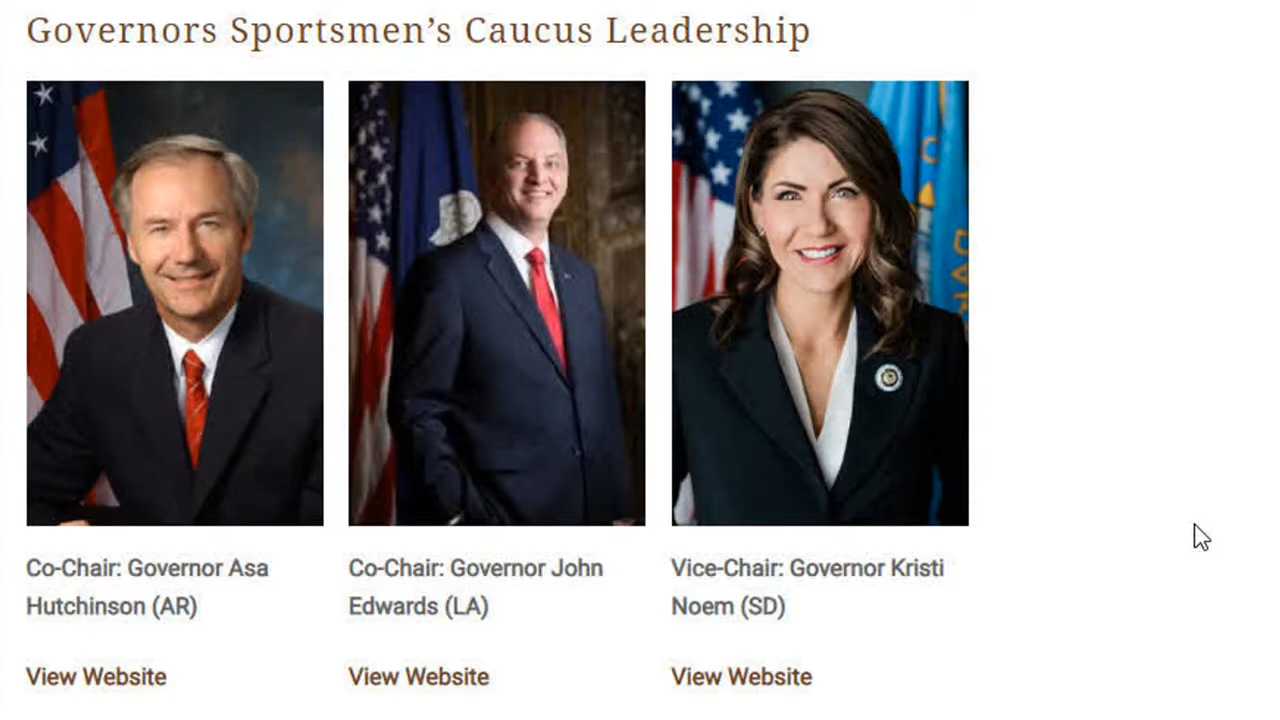 Governors Sportsmen’s Caucus Leadership
Co-Chair: Governor Asa
Hutchinson (AR)
View Website
Co-Chair: Governor John
Edwards (LA)
View Website
Vice-Chair: Governor Kristi
Noem (SD)
View Website